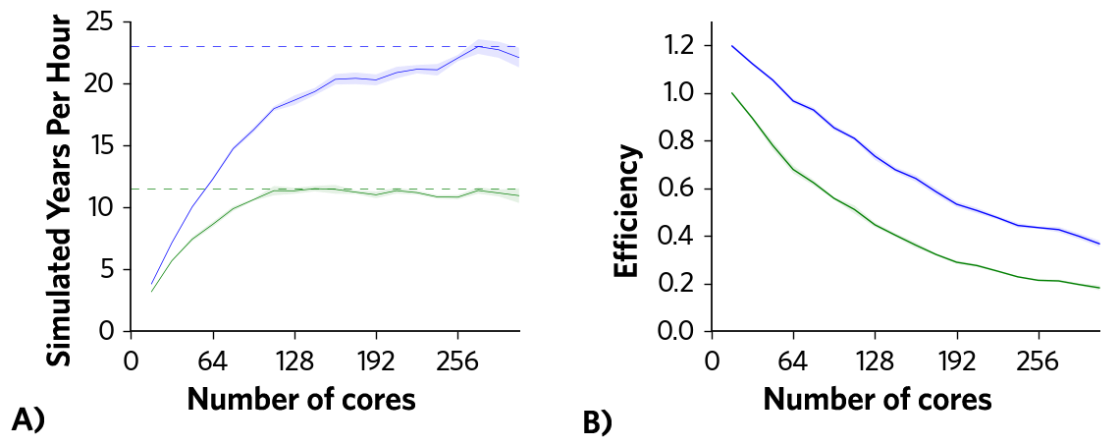 Simulated Years Per Hour
25
20
15
10
5
0
0 64 128 192 256
Number of cores
A)
Efficiency
1.2
1.0
0.8
0.6
0.4
0.2
0.0
0 64 128 192 256
Number of cores
B)